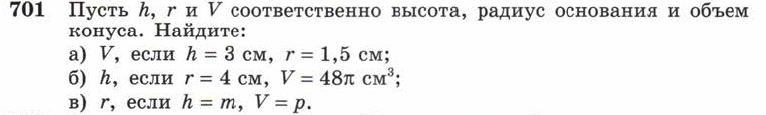 701 Пусть h, r и V соответственно высота, радиус основания и объем
конуса. Найдите:
а) V, если h = 3 см, r = 1,5 см;
б) h, если r = 4 см, V = 48π см³;
в) r, если h = m, V = p.